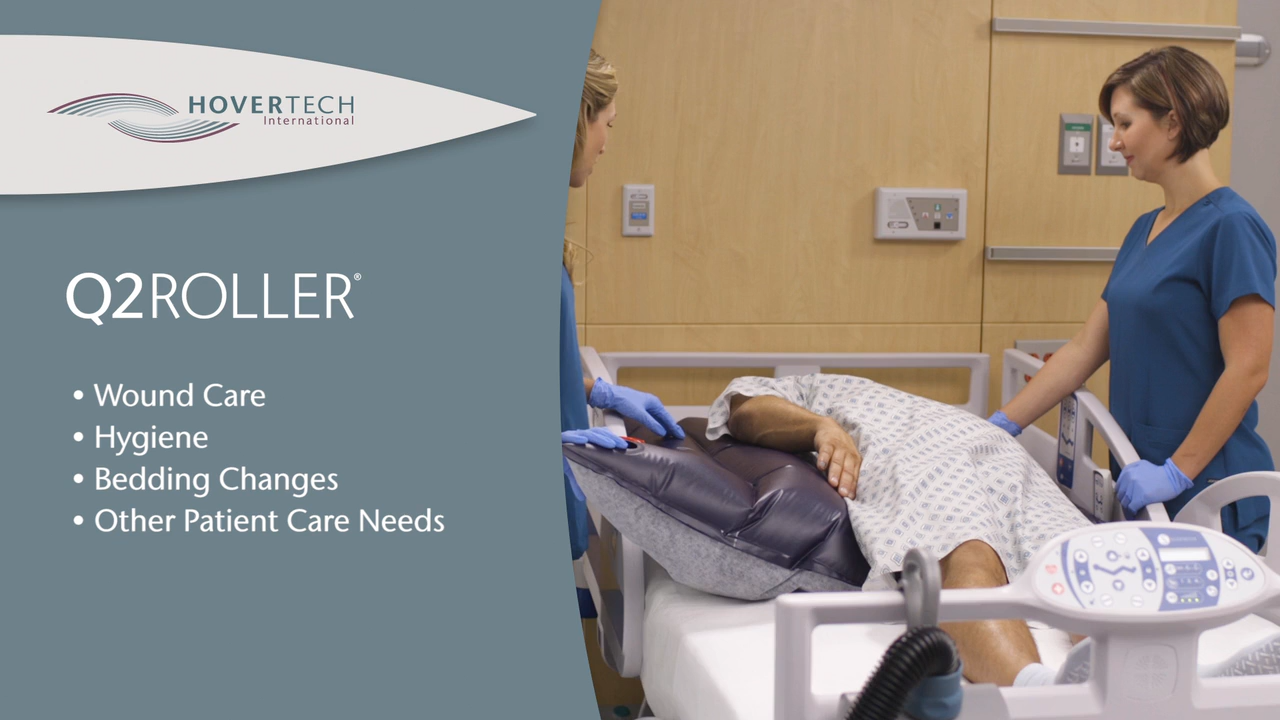 HOVERTECH
International
Q2ROLLER®
• Wound Care
• Hygiene
• Bedding Changes
• Other Patient Care Needs